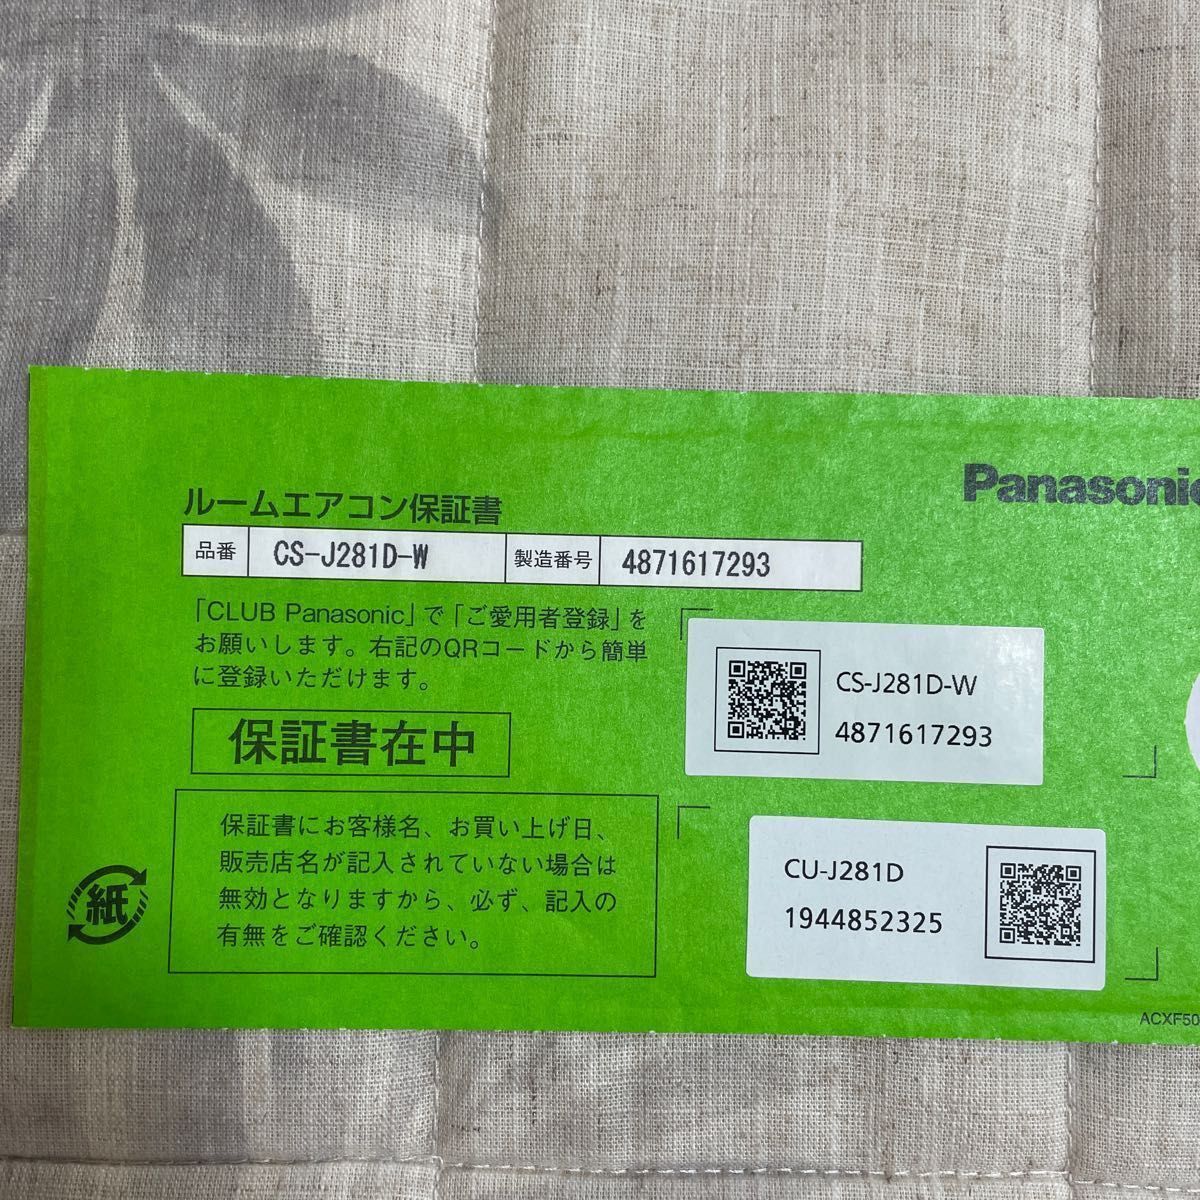 Panasonic
ルームエアコン保証書
品番 CS-J281D-W 製造番号 4871617293
「CLUB Panasonic」で「ご愛用者登録」を
お願いします。右記のQRコードから簡単
に登録いただけます。
保証書在中
CS-J281D-W
4871617293
保証書にお客様名、お買い上げ日、
販売店名が記入されていない場合は
無効となりますから、必ず、記入の
有無をご確認ください。
紙
CU-J281D
1944852325
ACXF50